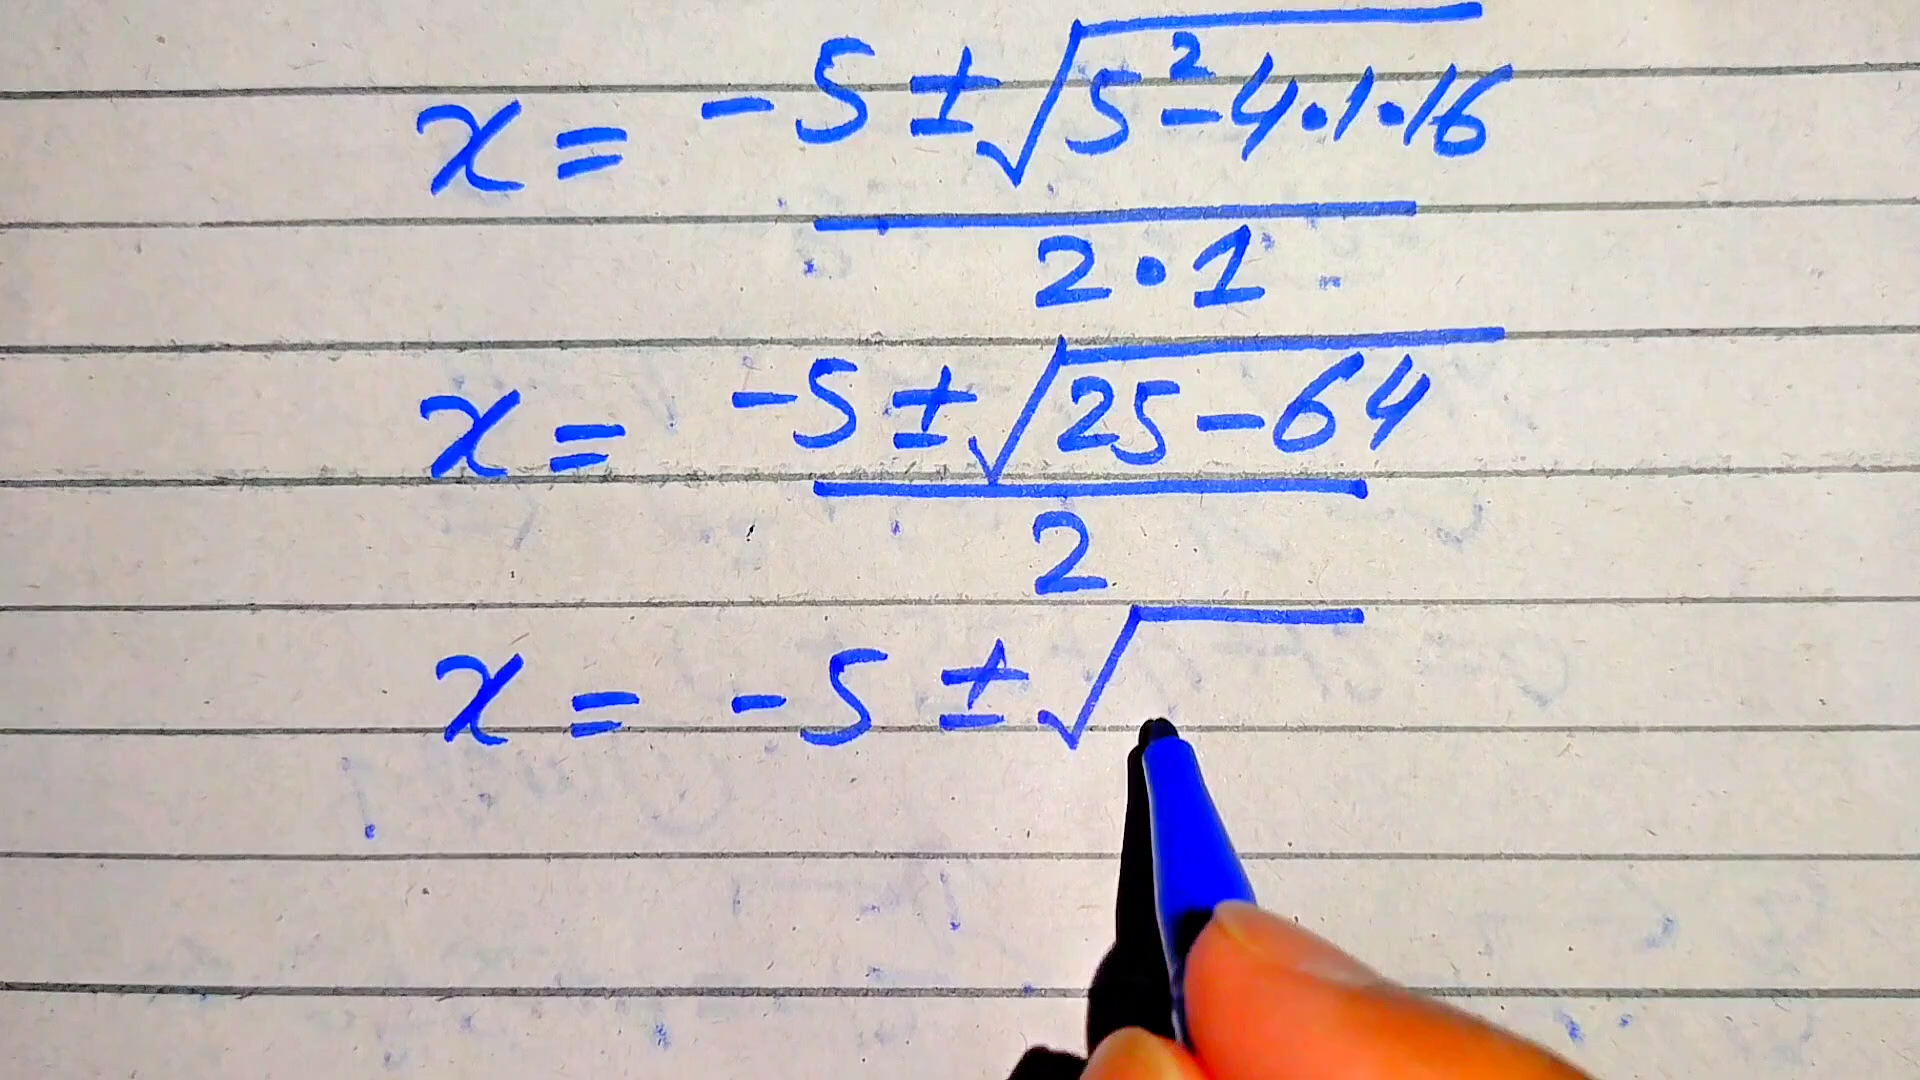 x = -5 ± √5² - 4·1·16
2·1
x = -5 ± √25 - 64
2
x = -5 ± √